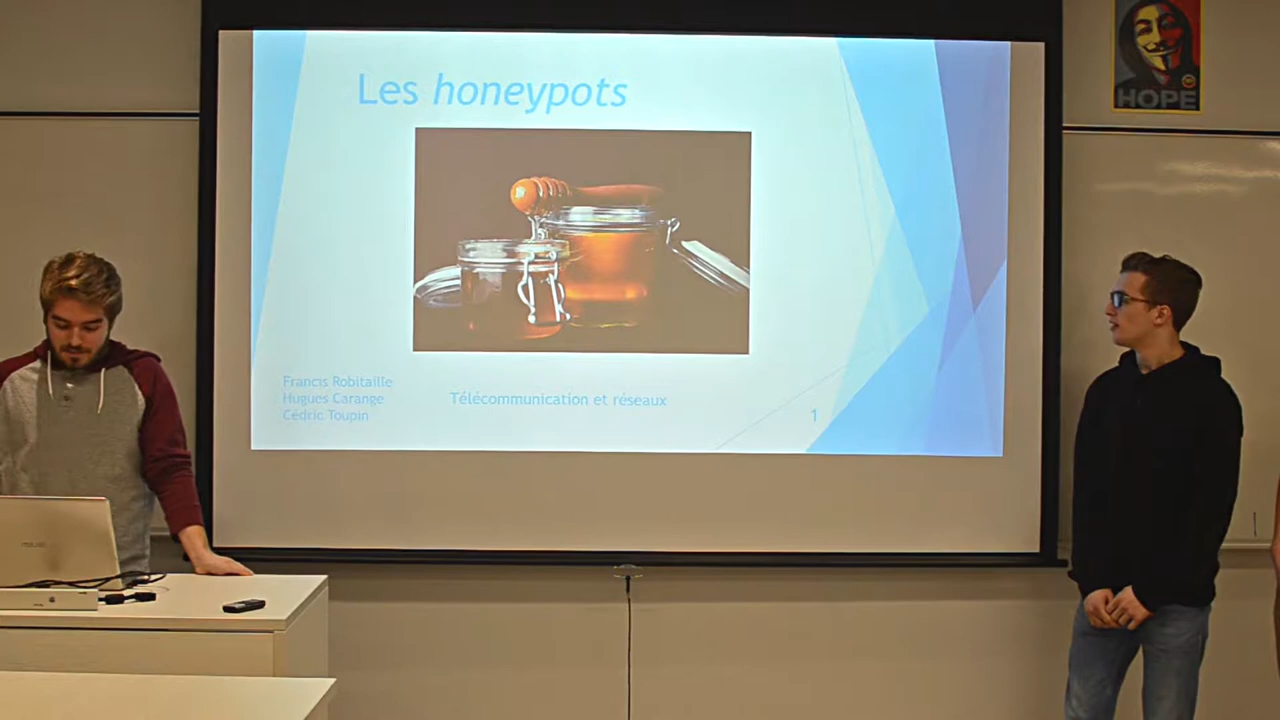 Les honeypots
HOPE
Francis Robitaille
Hugues Carange
Cédric Toupin
Télécommunication et réseaux
1